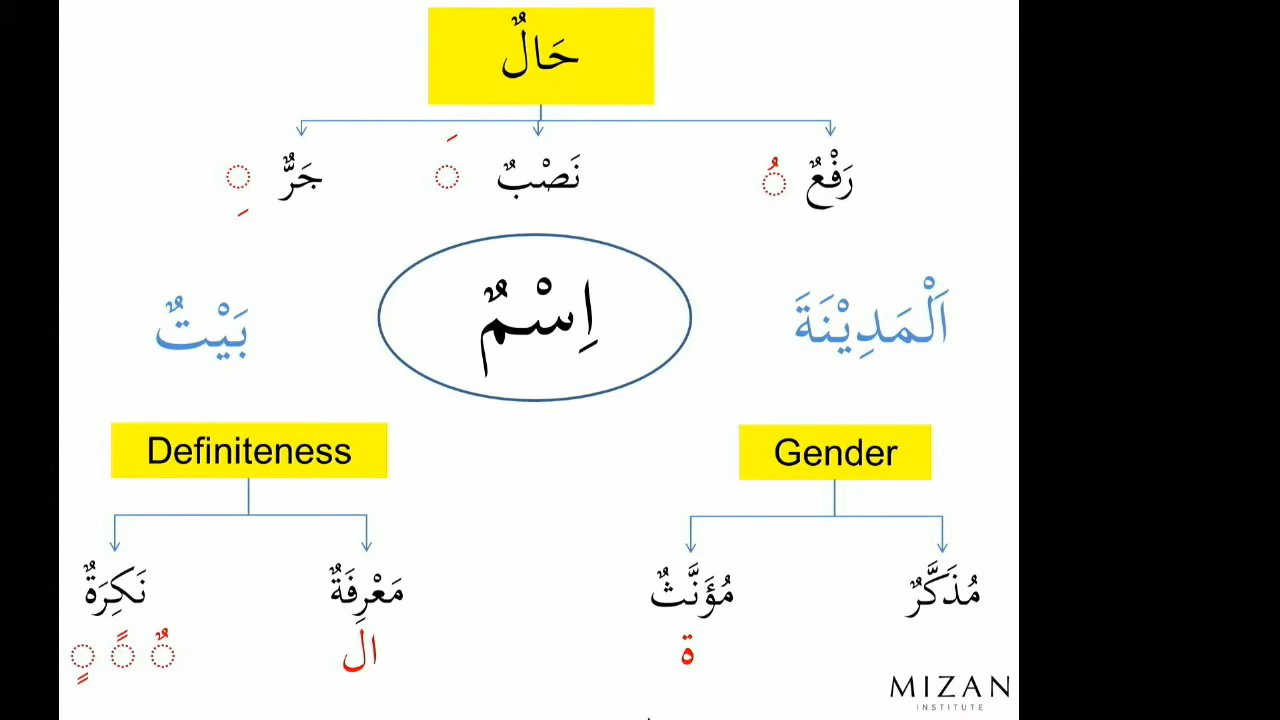 حَالٌ
رَفْعٌ ◌ُ نَصْبٌ ◌َ جَرٌّ ◌ِ
اَلْمَدِيْنَةَ اِسْمٌ بَيْتٌ
Definiteness Gender
مُذَكَّرٌ مُؤَنَّثٌ مَعْرِفَةٌ نَكِرَةٌ
ة ال ◌ٌ ◌ً ◌ٍ
MIZAN
INSTITUTE